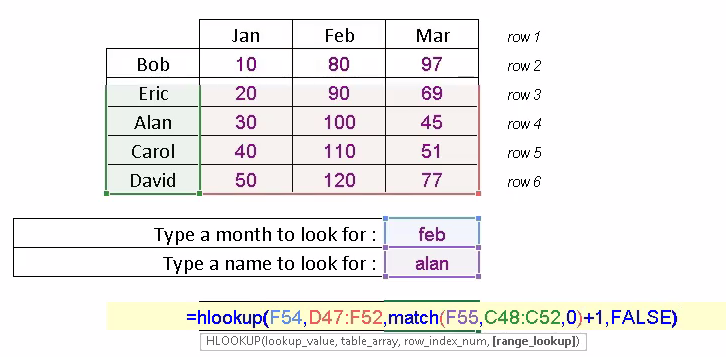 Jan Feb Mar row 1
Bob 10 80 97 row 2
Eric 20 90 69 row 3
Alan 30 100 45 row 4
Carol 40 110 51 row 5
David 50 120 77 row 6
Type a month to look for : feb
Type a name to look for : alan
=hlookup(F54,D47:F52,match(F55,C48:C52,0)+1,FALSE)
HLOOKUP(lookup_value, table_array, row_index_num, [range_lookup])